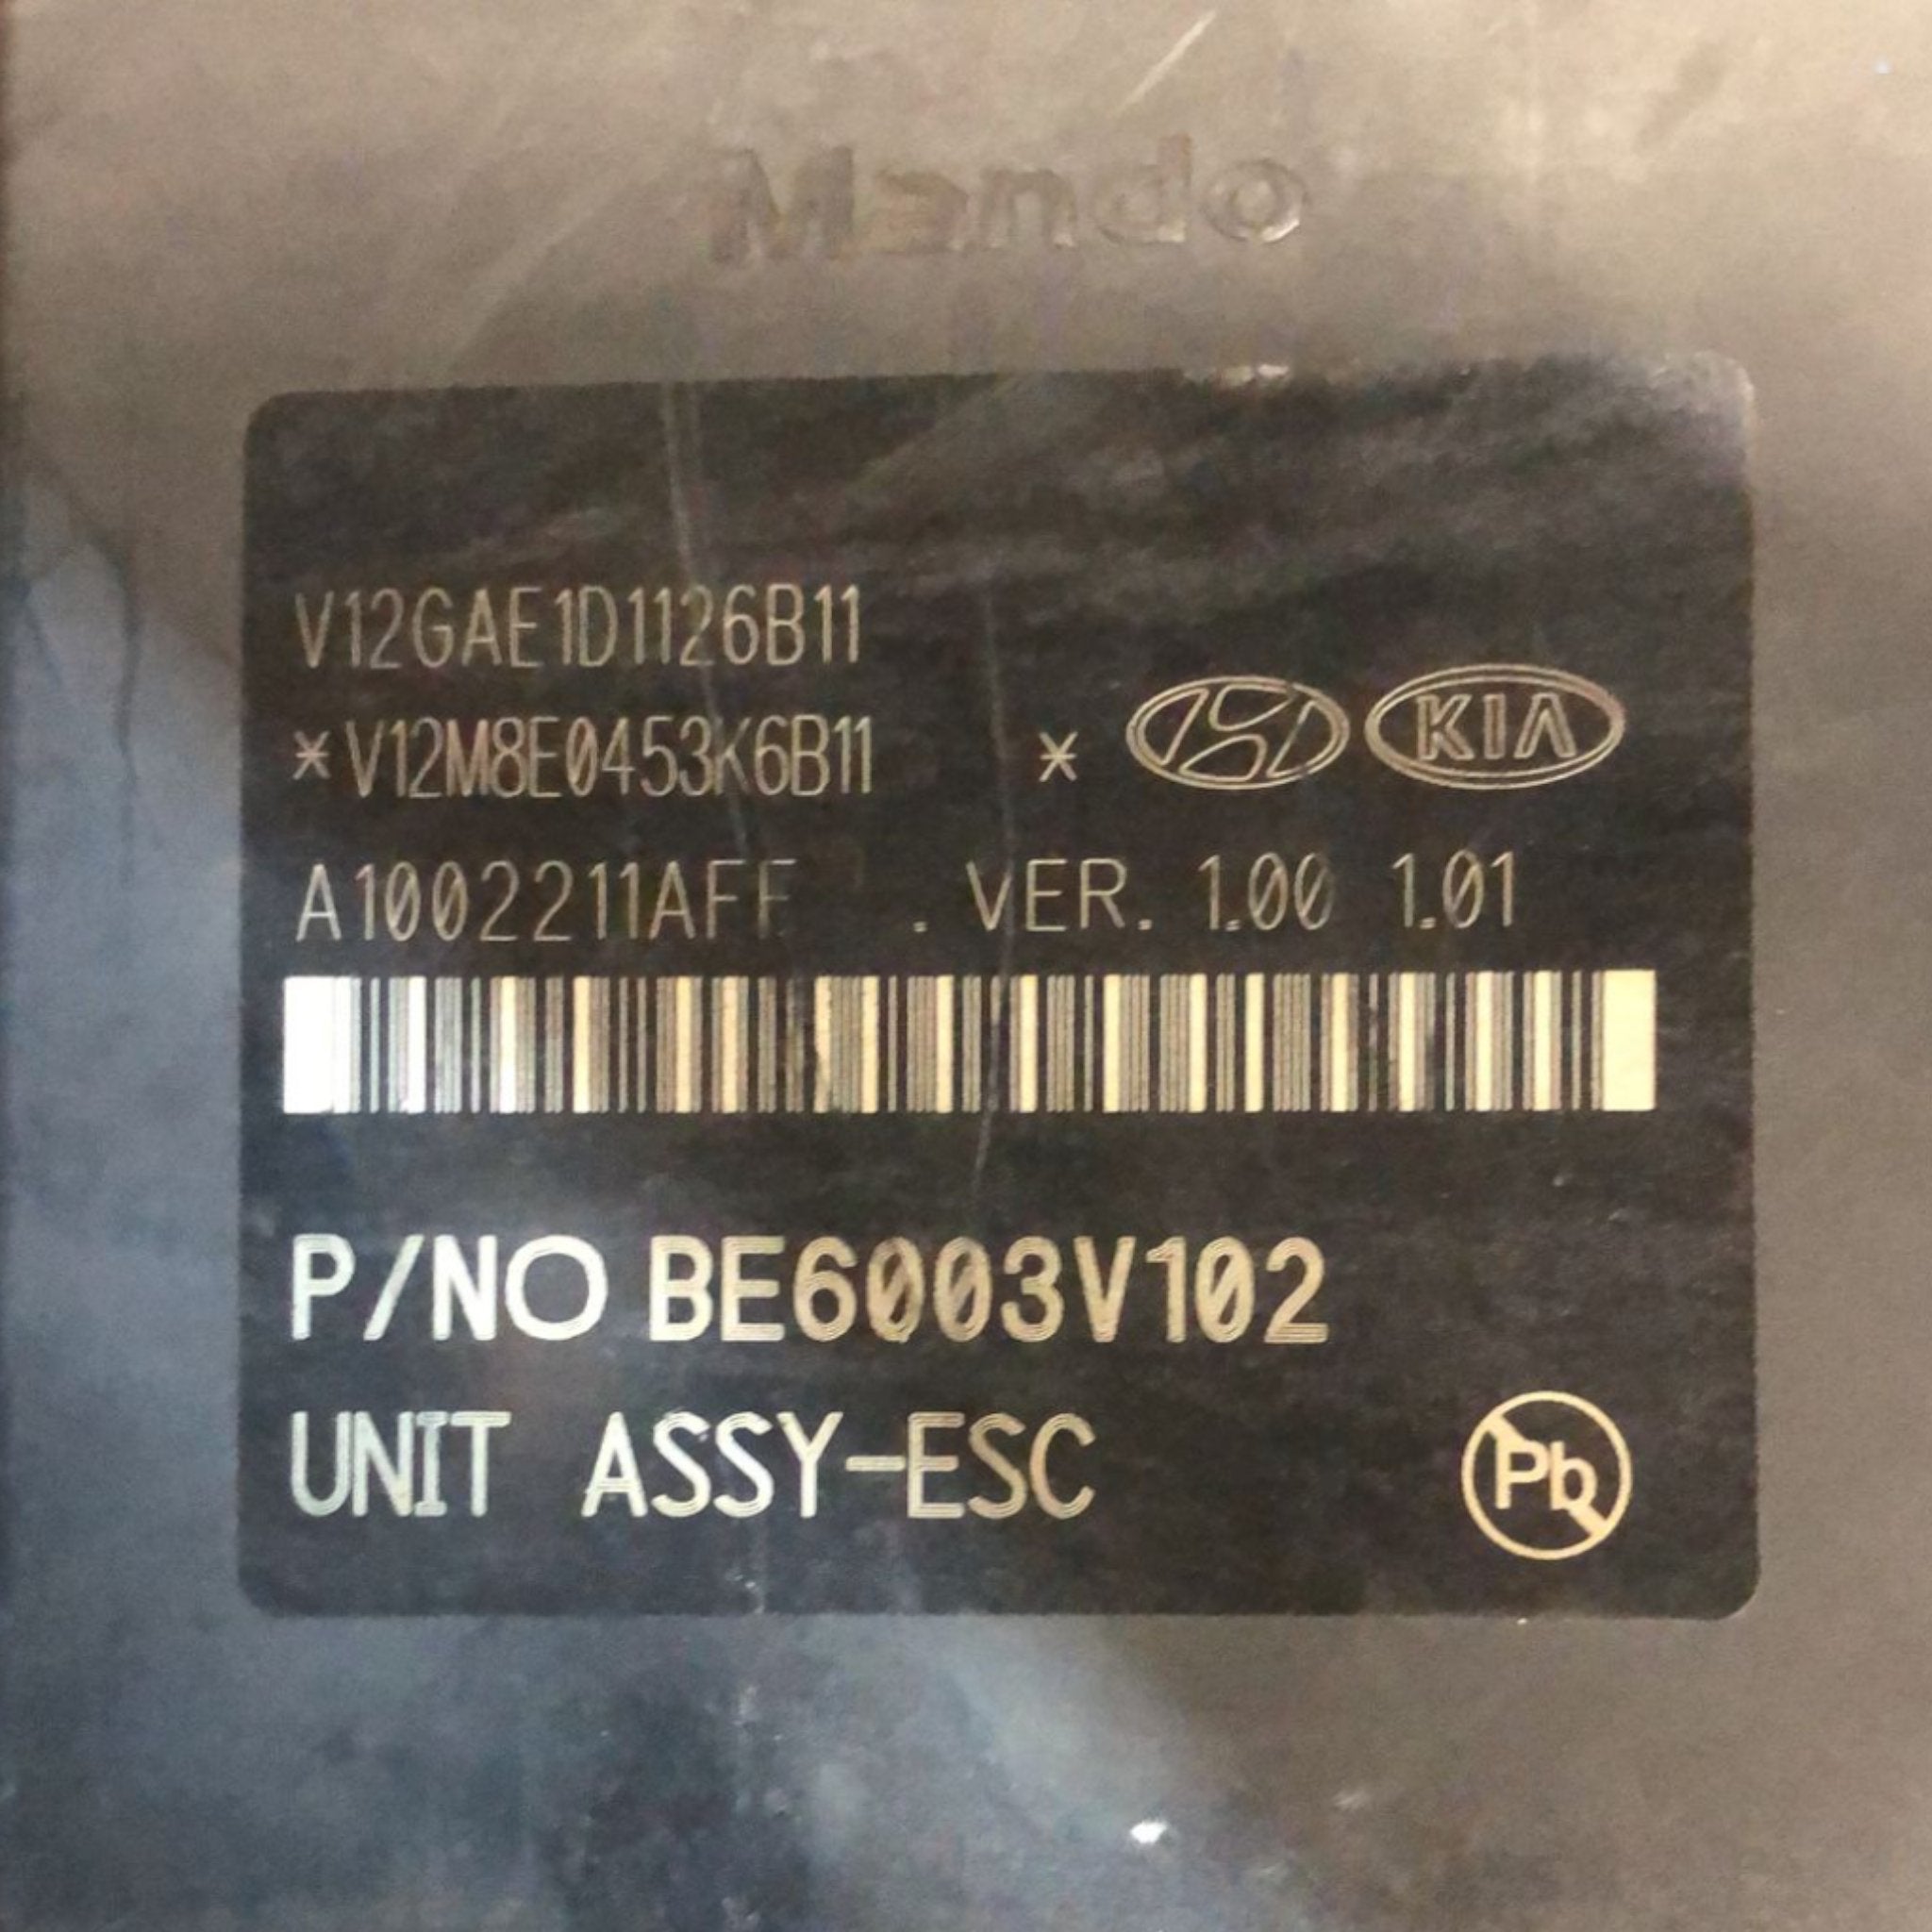 Mando
V12GAE1D1126B11
*V12M8E0453K6B11 * KIA
A1002211AFF . VER. 1.00 1.01
P/NO BE6003V102
UNIT ASSY-ESC
Pb